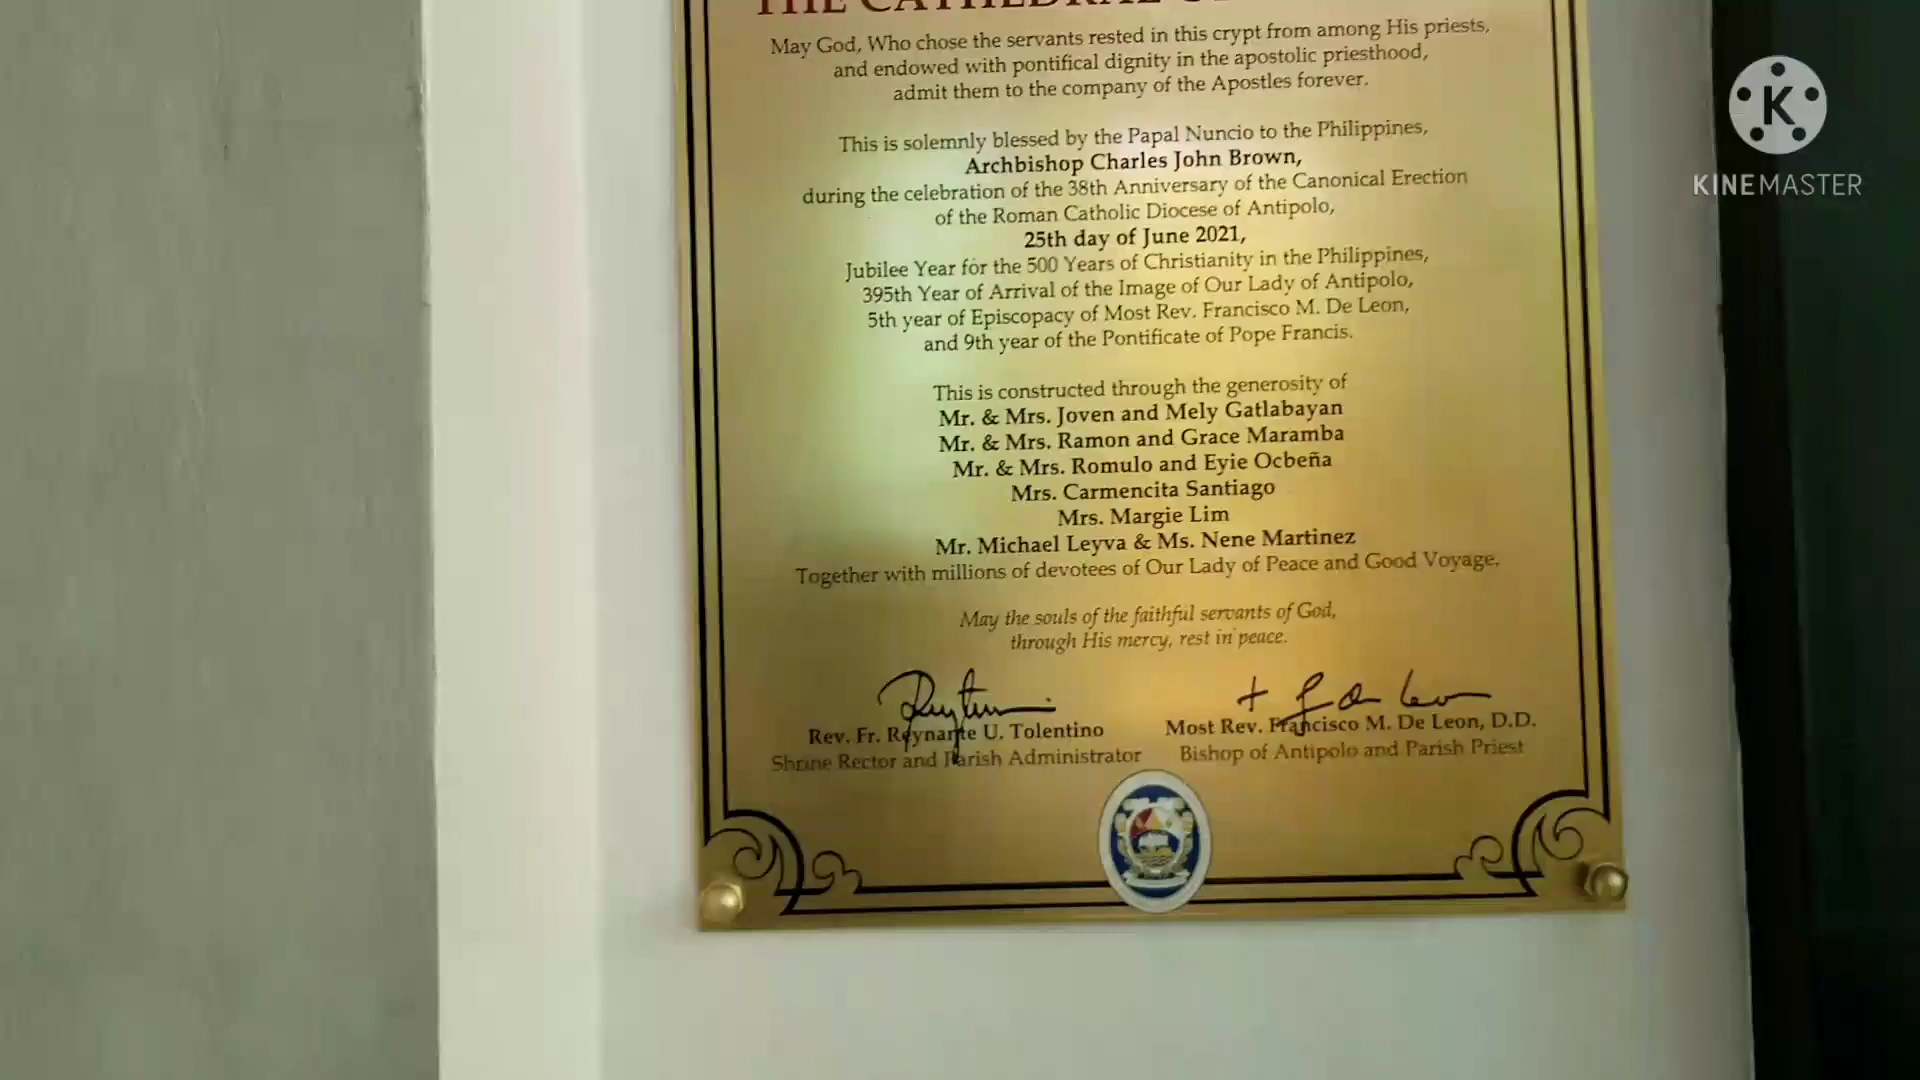 THE CATHEDRAL
May God, Who chose the servants rested in this crypt from among His priests,
and endowed with pontifical dignity in the apostolic priesthood,
admit them to the company of the Apostles forever.
This is solemnly blessed by the Papal Nuncio to the Philippines,
Archbishop Charles John Brown,
during the celebration of the 38th Anniversary of the Canonical Erection
of the Roman Catholic Diocese of Antipolo,
25th day of June 2021,
Jubilee Year for the 500 Years of Christianity in the Philippines,
395th Year of Arrival of the Image of Our Lady of Antipolo,
5th year of Episcopacy of Most Rev. Francisco M. De Leon,
and 9th year of the Pontificate of Pope Francis.
This is constructed through the generosity of
Mr. & Mrs. Joven and Mely Gatlabayan
Mr. & Mrs. Ramon and Grace Maramba
Mr. & Mrs. Romulo and Eyie Ocbeña
Mrs. Carmencita Santiago
Mrs. Margie Lim
Mr. Michael Leyva & Ms. Nene Martinez
Together with millions of devotees of Our Lady of Peace and Good Voyage.
May the souls of the faithful servants of God,
through His mercy, rest in peace.
Rev. Fr. Reynante U. Tolentino
Shrine Rector and Parish Administrator
Most Rev. Francisco M. De Leon, D.D.
Bishop of Antipolo and Parish Priest
K
KINEMASTER